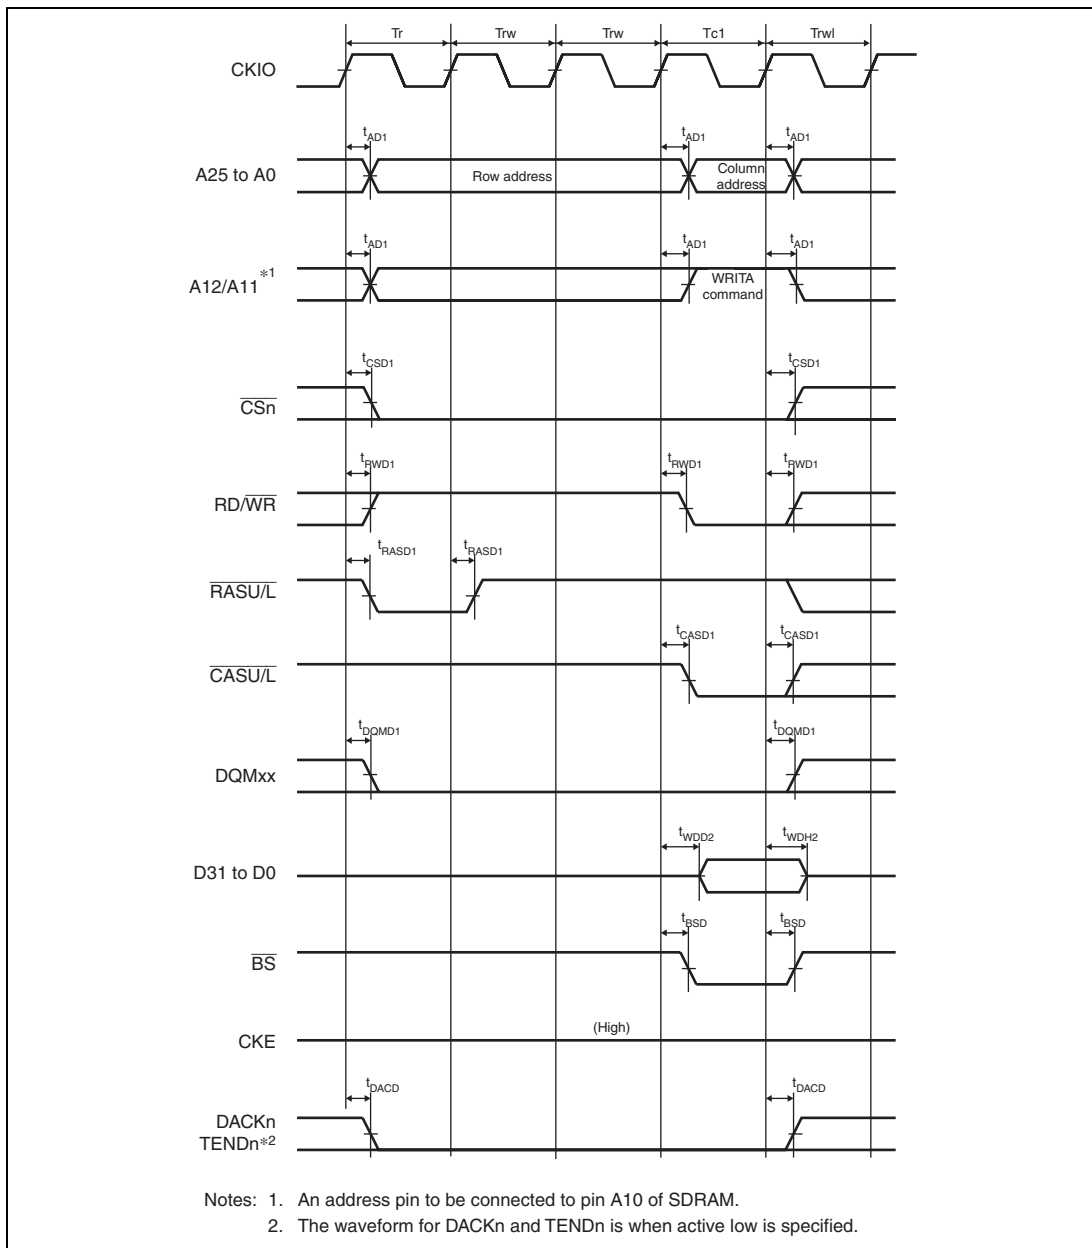 Tr Trw Trw Tc1 Trwl
CKIO
tAD1 tAD1 tAD1
A25 to A0 Row address Column address
tAD1 tAD1 tAD1
A12/A11*1 WRITA command
tCSD1 tCSD1
CSn
tRWD1 tRWD1 tRWD1
RD/WR
tRASD1 tRASD1
RASU/L
tCASD1 tCASD1
CASU/L
tDQMD1 tDQMD1
DQMxx
tWDD2 tWDH2
D31 to D0
tBSD tBSD
BS
(High)
CKE
tDACD tDACD
DACKn
TENDn*2
Notes: 1. An address pin to be connected to pin A10 of SDRAM.
2. The waveform for DACKn and TENDn is when active low is specified.